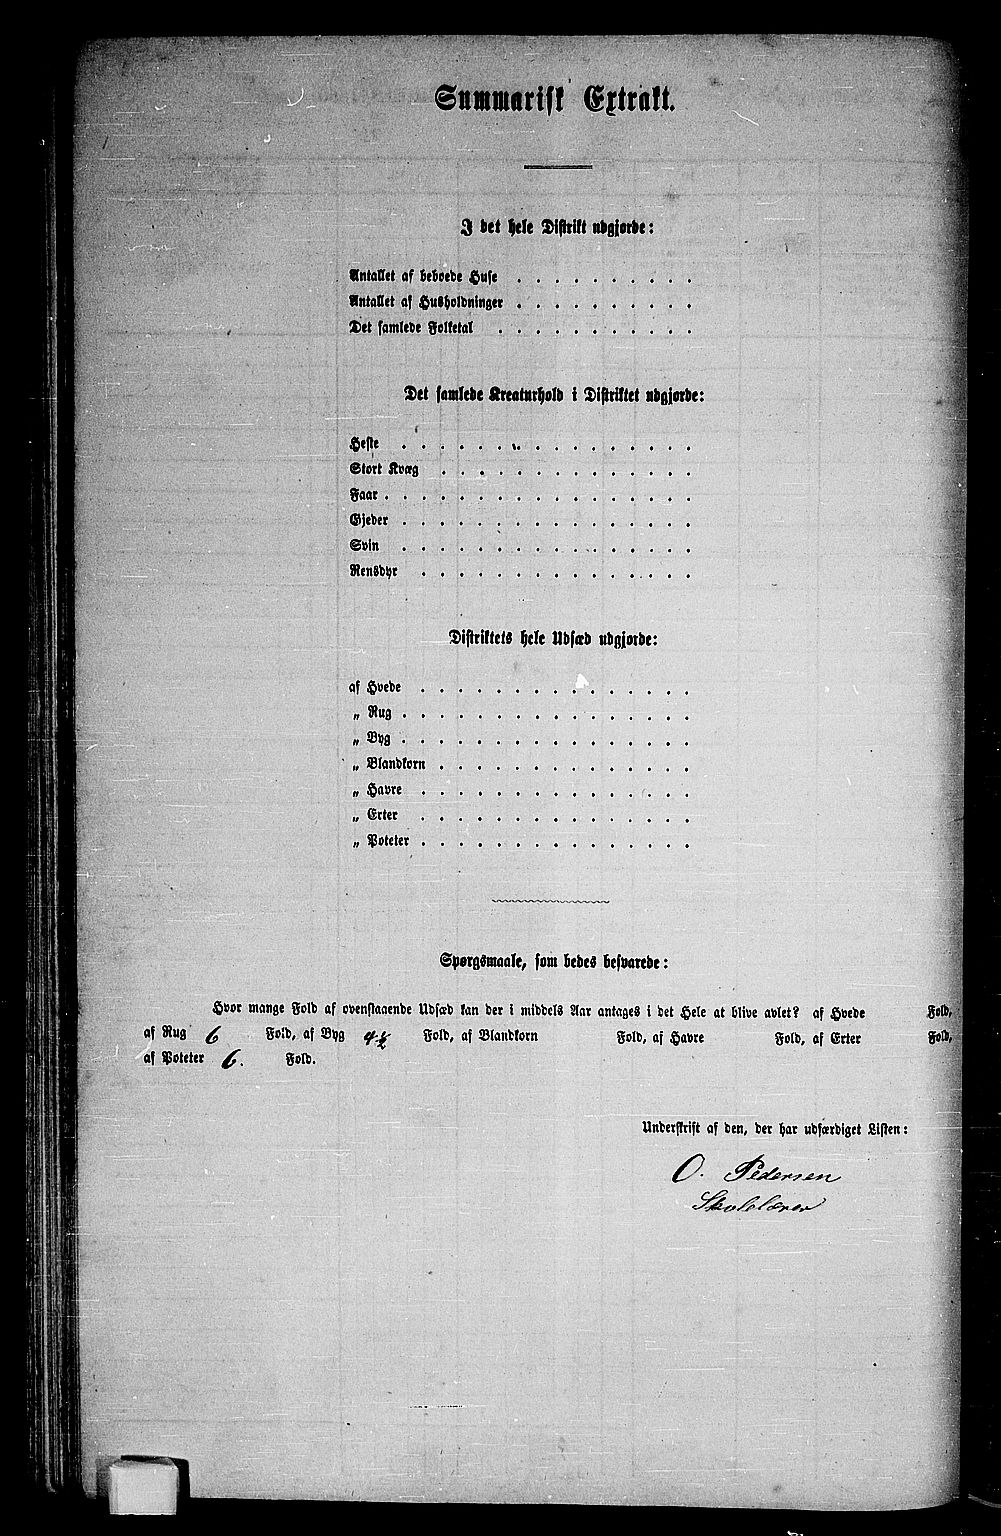 Summarisk Extrakt.
I det hele Distrikt udgjorde:
Antallet af beboede Huse . . . . . . . . . .
Antallet af Husholdninger . . . . . . . . . .
Det samlede Folketal . . . . . . . . . . .
Det samlede Kreaturhold i Distriktet udgjorde:
Heste . . . . . . . . . . . . . . . .
Stort Kvæg . . . . . . . . . . . . . .
Faar . . . . . . . . . . . . . . . . .
Gjeder . . . . . . . . . . . . . . . .
Svin . . . . . . . . . . . . . . . .
Rensdyr . . . . . . . . . . . . . . .
Distriktets hele Udsæd udgjorde:
af Hvede . . . . . . . . . . . . . . .
„ Rug . . . . . . . . . . . . . . . .
„ Byg . . . . . . . . . . . . . . . .
„ Blandkorn . . . . . . . . . . . . . .
„ Havre . . . . . . . . . . . . . . .
„ Erter . . . . . . . . . . . . . . .
„ Poteter . . . . . . . . . . . . . . .
Spørgsmaale, som bedes besvarede:
Hvor mange Fold af ovenstaaende Udsæd kan der i middels Aar antages i det Hele at blive avlet? af Hvede Fold,
af Rug 6 Fold, af Byg 4½ Fold, af Blandkorn Fold, af Havre Fold, af Erter Fold,
af Poteter 6. Fold.
Underskrift af den, der har udfærdiget Listen:
O. Pedersen
Skolelærer